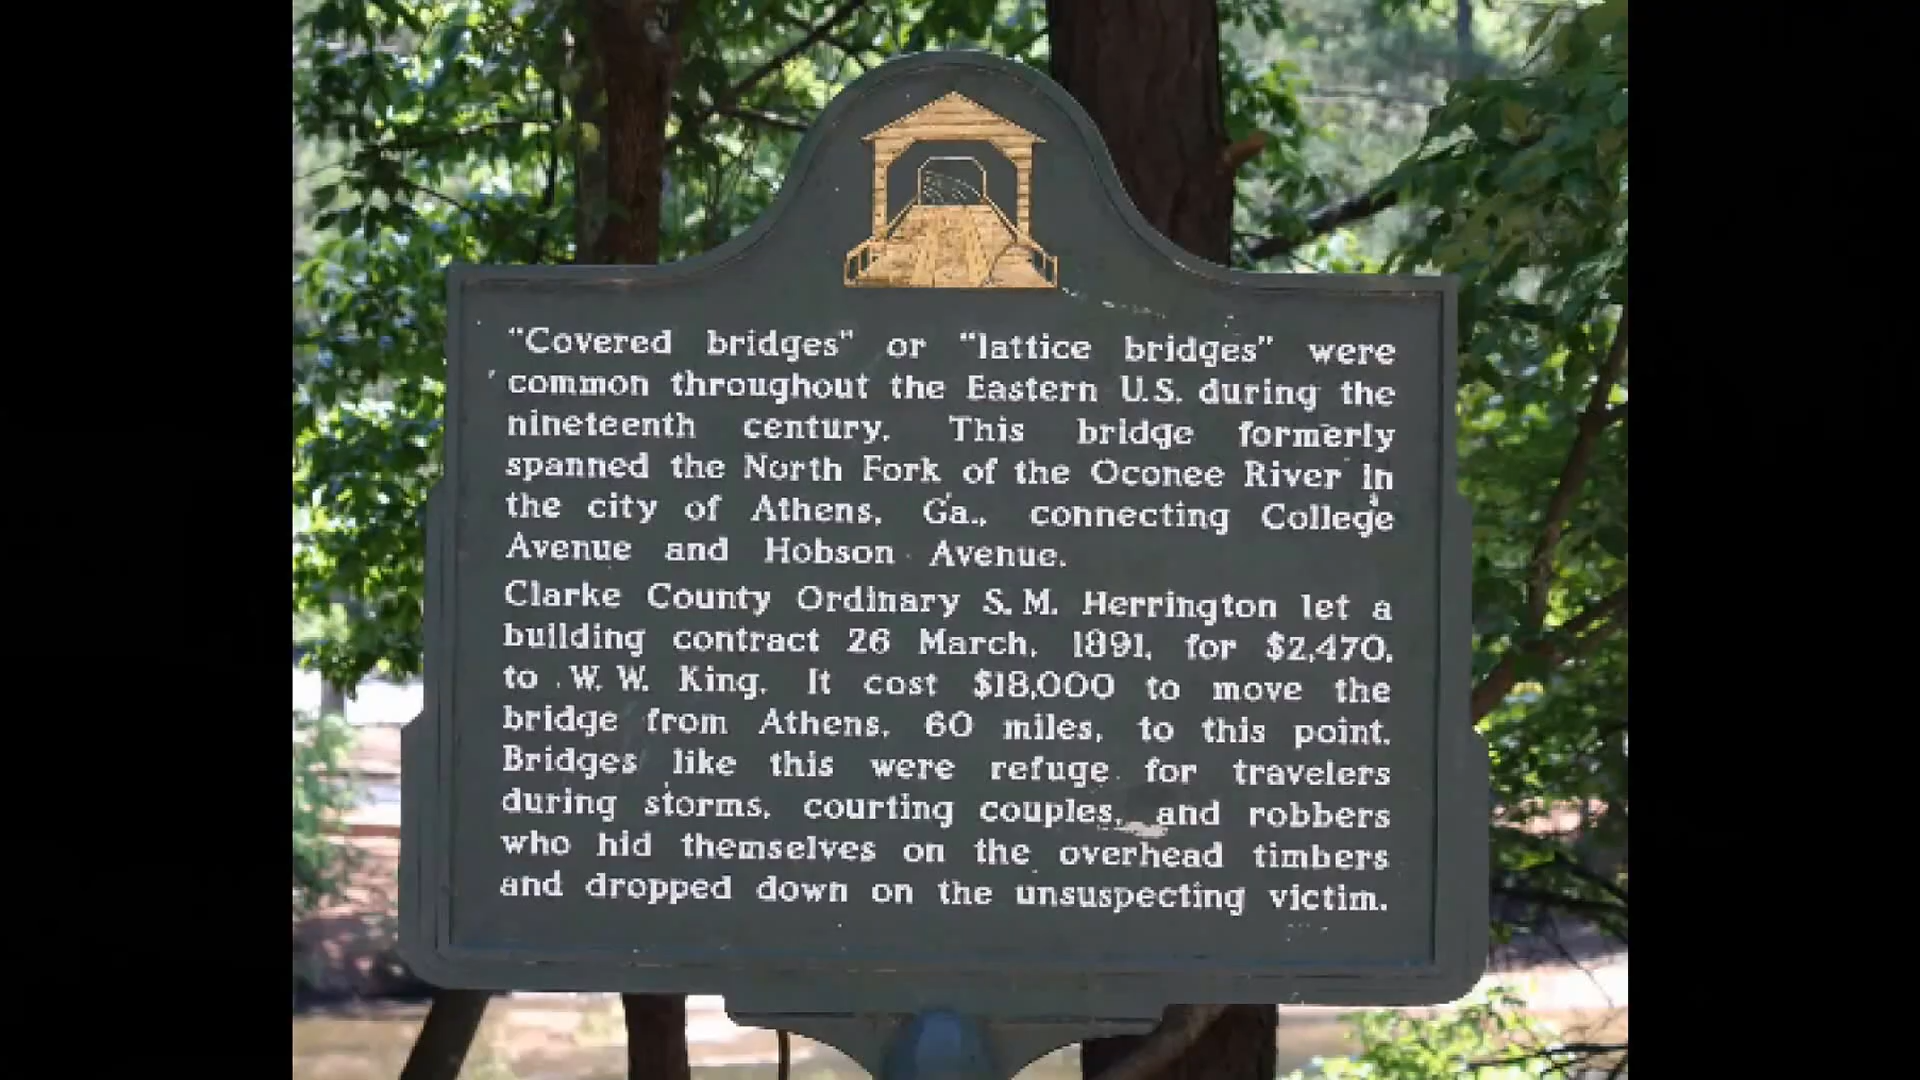 “Covered bridges” or “lattice bridges” were
common throughout the Eastern U.S. during the
nineteenth century. This bridge formerly
spanned the North Fork of the Oconee River in
the city of Athens, Ga., connecting College
Avenue and Hobson Avenue.
Clarke County Ordinary S. M. Herrington let a
building contract 26 March, 1891, for $2,470,
to W. W. King. It cost $18,000 to move the
bridge from Athens, 60 miles, to this point.
Bridges like this were refuge for travelers
during storms, courting couples, and robbers
who hid themselves on the overhead timbers
and dropped down on the unsuspecting victim.